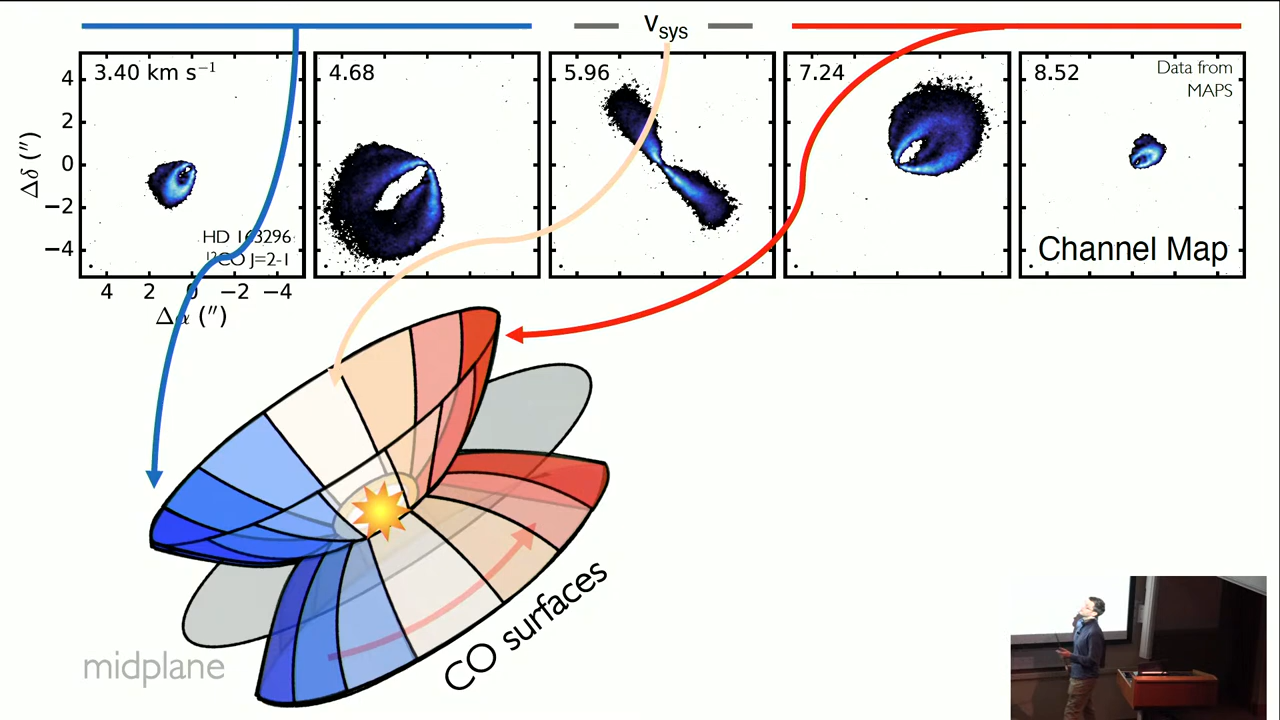 v_sys
3.40 km s⁻¹
4.68
5.96
7.24
8.52
Data from
MAPS
4
2
0
−2
−4
Δδ (″)
HD 163296
¹²CO J=2-1
Channel Map
4 2 0 −2 −4
Δα (″)
CO surfaces
midplane